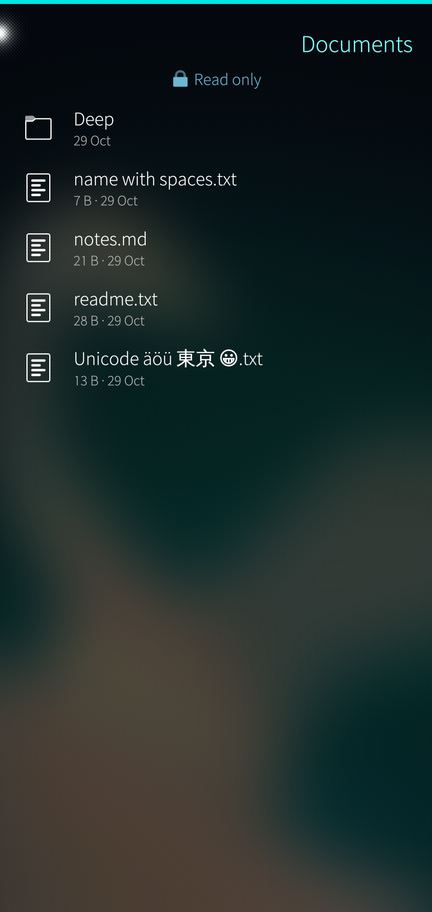 Documents
Read only
Deep
29 Oct
name with spaces.txt
7 B · 29 Oct
notes.md
21 B · 29 Oct
readme.txt
28 B · 29 Oct
Unicode äöü 東京 😀.txt
13 B · 29 Oct